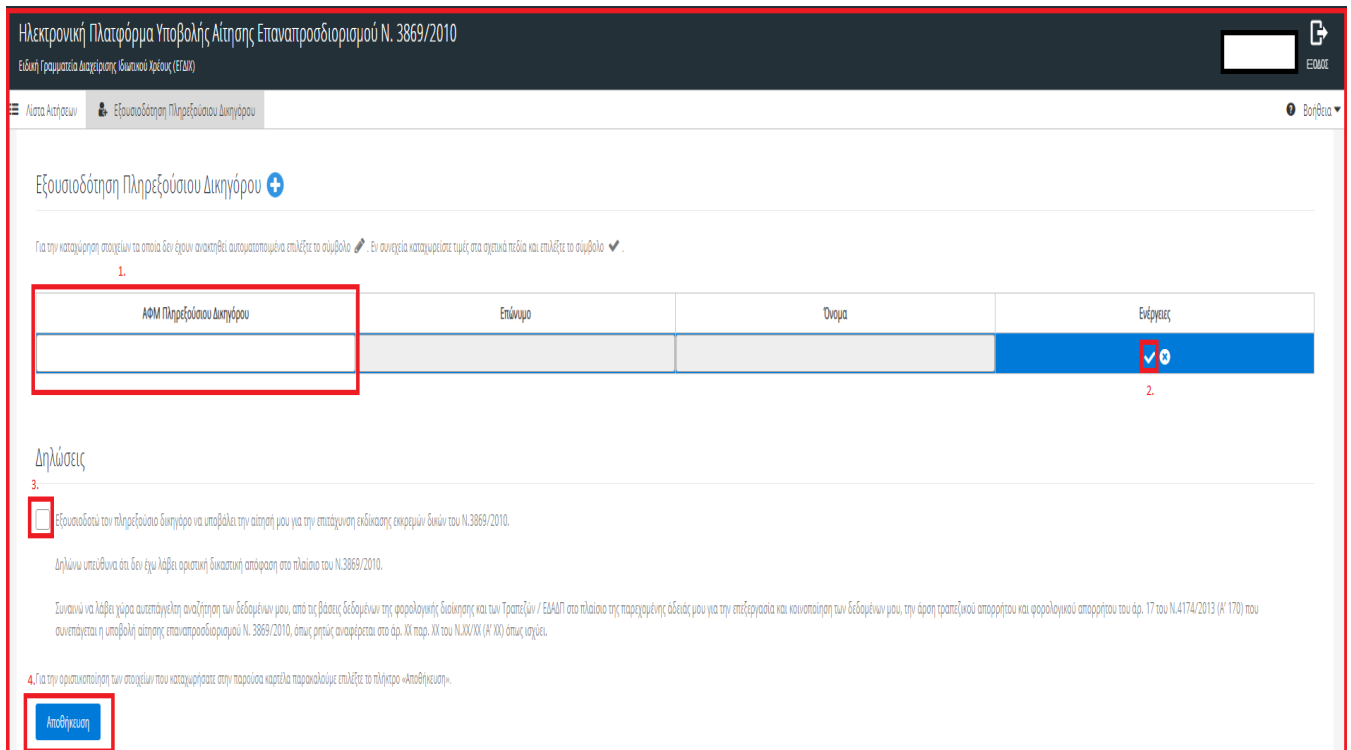 Ηλεκτρονική Πλατφόρμα Υποβολής Αίτησης Επαναπροσδιορισμού Ν. 3869/2010
Ειδική Γραμματεία Διαχείρισης Ιδιωτικού Χρέους (ΕΓΔΙΧ)
ΕΞΟΔΟΣ
Λίστα Αιτήσεων Εξουσιοδότηση Πληρεξούσιου Δικηγόρου Βοήθεια
Εξουσιοδότηση Πληρεξούσιου Δικηγόρου
Για την καταχώρηση στοιχείων τα οποία δεν έχουν ανακτηθεί αυτοματοποιμένα επιλέξτε το σύμβολο . Εν συνεχεία καταχωρείστε τιμές στα σχετικά πεδία και επιλέξτε το σύμβολο .
1.
ΑΦΜ Πληρεξούσιου Δικηγόρου Επώνυμο Όνομα Ενέργειες
2.
Δηλώσεις
3.
Εξουσιοδοτώ τον πληρεξούσιο δικηγόρο να υποβάλει την αίτησή μου για την επιτάχυνση εκδίκασης εκκρεμών δικών του Ν.3869/2010.
Δηλώνω υπεύθυνα ότι δεν έχω λάβει οριστική δικαστική απόφαση στο πλαίσιο του Ν.3869/2010.
Συναινώ να λάβει χώρα αυτεπάγγελτη αναζήτηση των δεδομένων μου, από τις βάσεις δεδομένων της φορολογικής διοίκησης και των Τραπεζών / ΕΔΑΔΠ στο πλαίσιο της παρεχομένης άδειάς μου για την επεξεργασία και κοινοποίηση των δεδομένων μου, την άρση τραπεζικού απορρήτου και φορολογικού απορρήτου του άρ. 17 του Ν.4174/2013 (Α' 170) που
συνεπάγεται η υποβολή αίτησης επαναπροσδιορισμού Ν. 3869/2010, όπως ρητώς αναφέρεται στο άρ. ΧΧ παρ. ΧΧ του Ν.ΧΧ/ΧΧ (Α' ΧΧ) όπως ισχύει.
4. Για την οριστικοποίηση των στοιχείων που καταχωρήσατε στην παρούσα καρτέλα παρακαλούμε επιλέξτε το πλήκτρο «Αποθήκευση».
Αποθήκευση